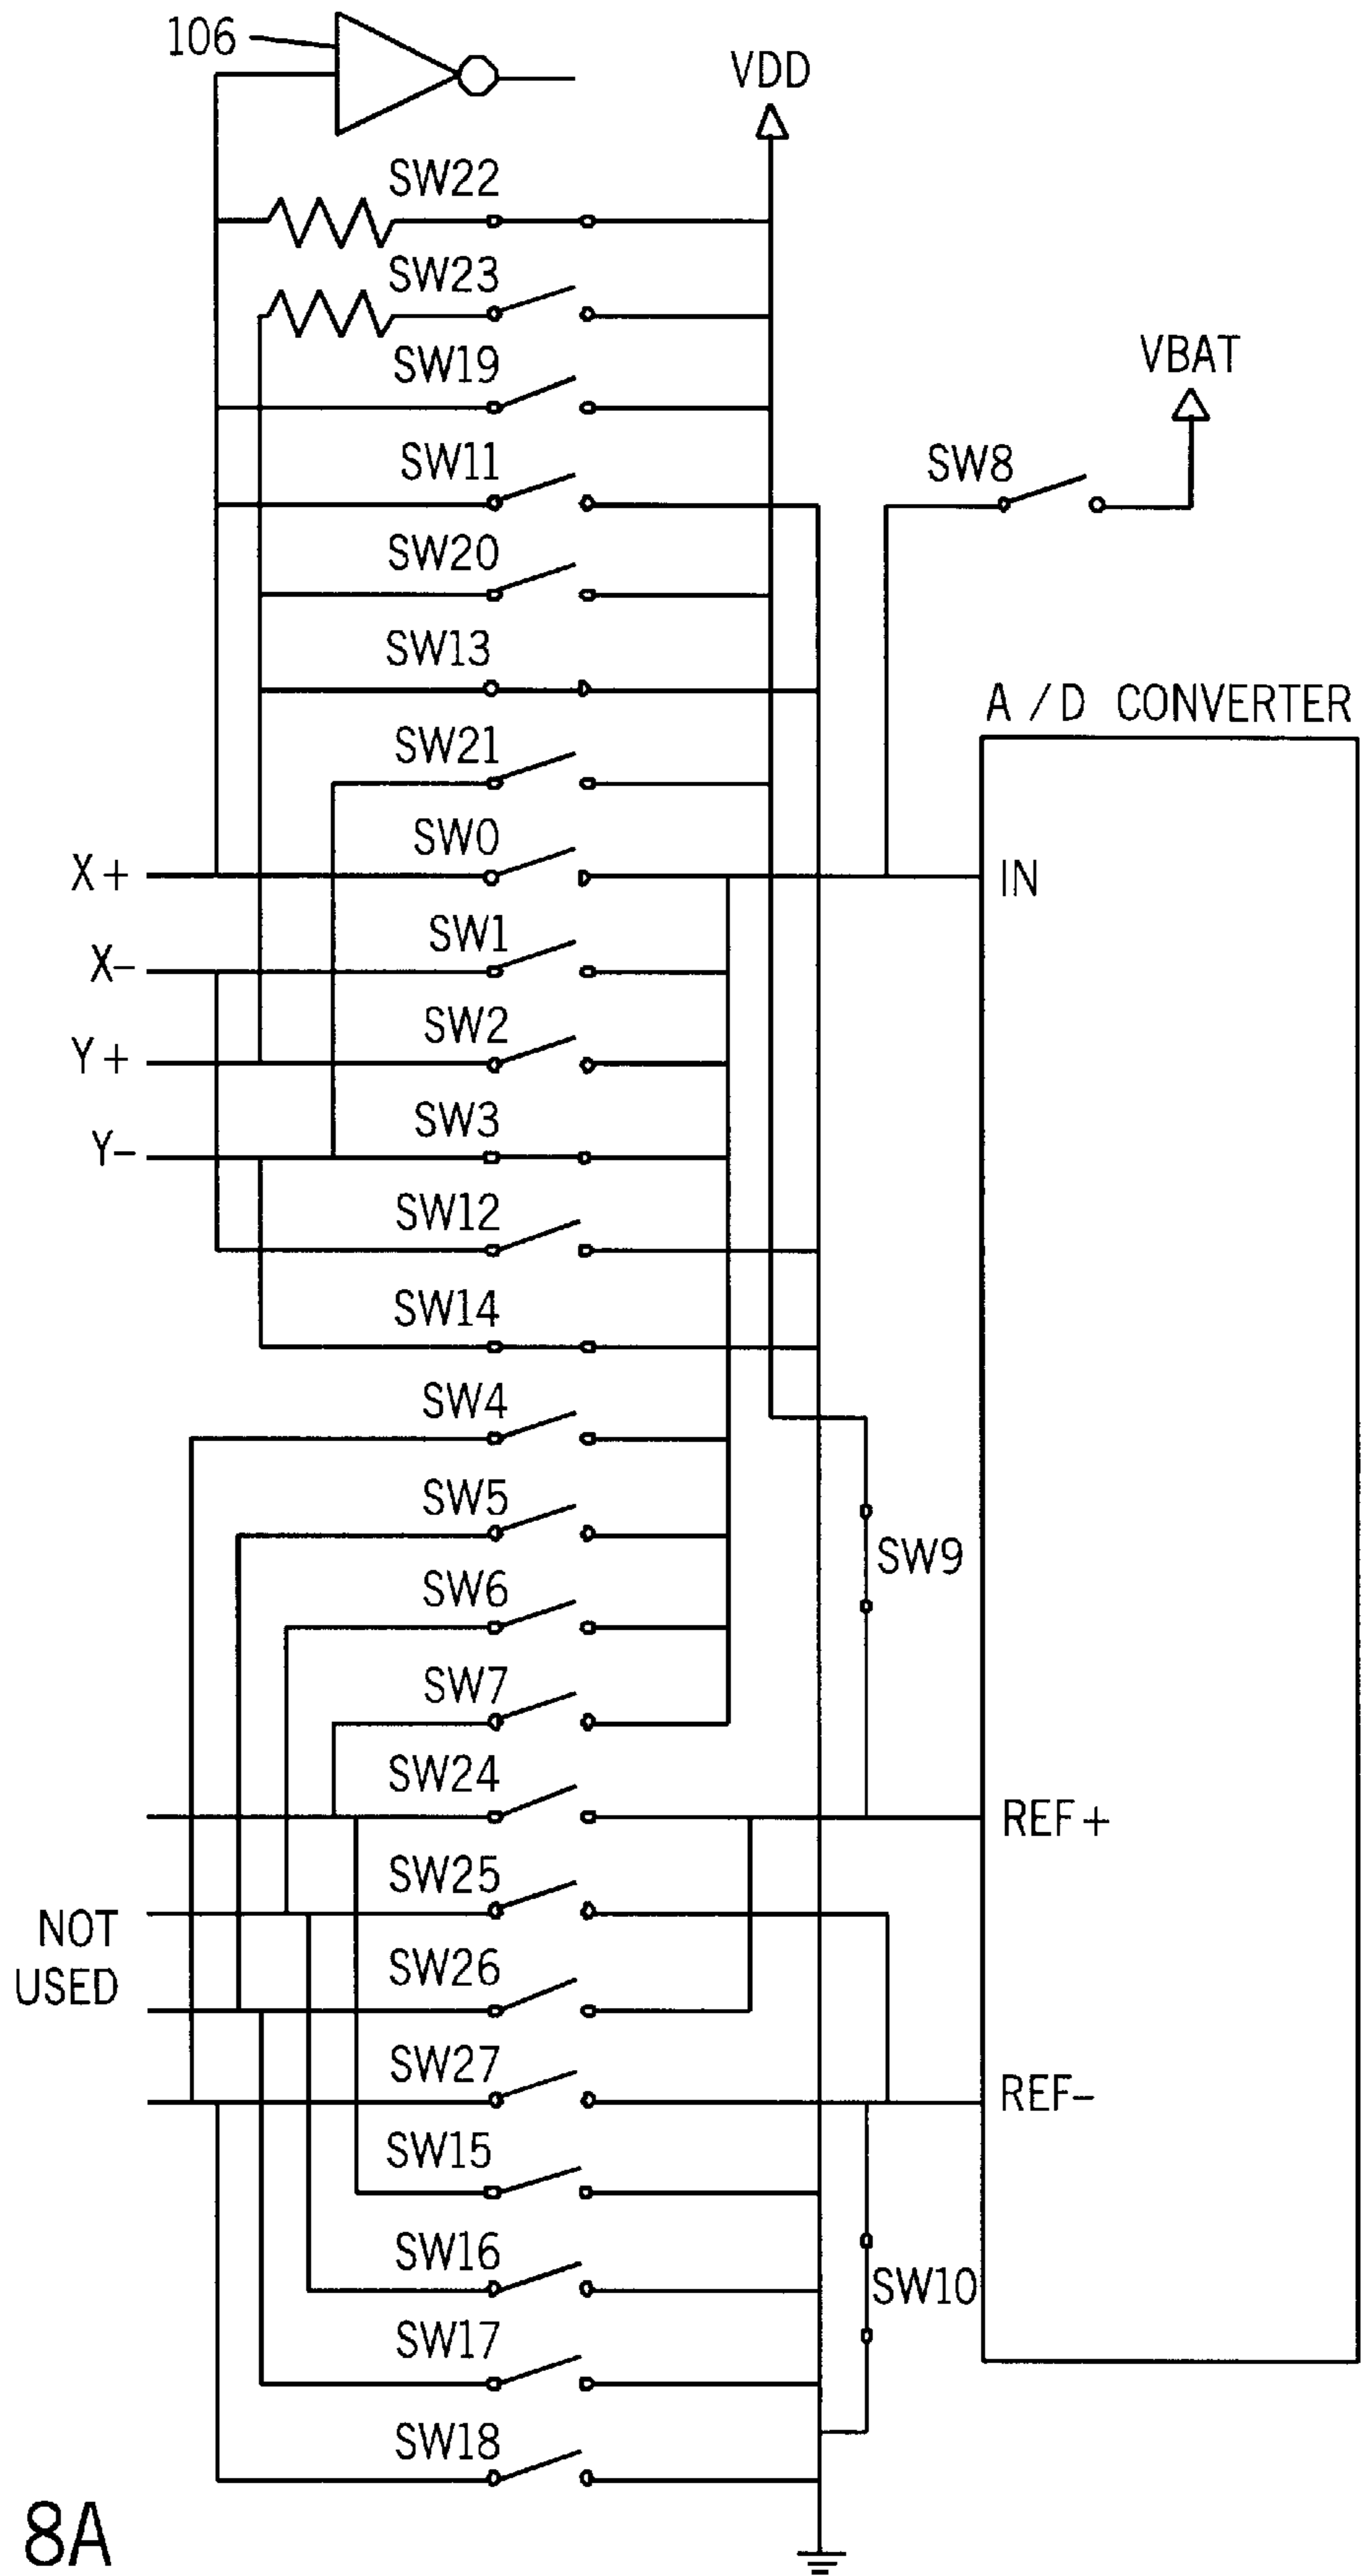 106
VDD
SW22
SW23
SW19
VBAT
SW11
SW8
SW20
SW13
A/D CONVERTER
SW21
SW0
X+
IN
SW1
X-
SW2
Y+
SW3
Y-
SW12
SW14
SW4
SW5
SW9
SW6
SW7
SW24
REF+
SW25
NOT
USED
SW26
SW27
REF-
SW15
SW16
SW10
SW17
SW18
8A